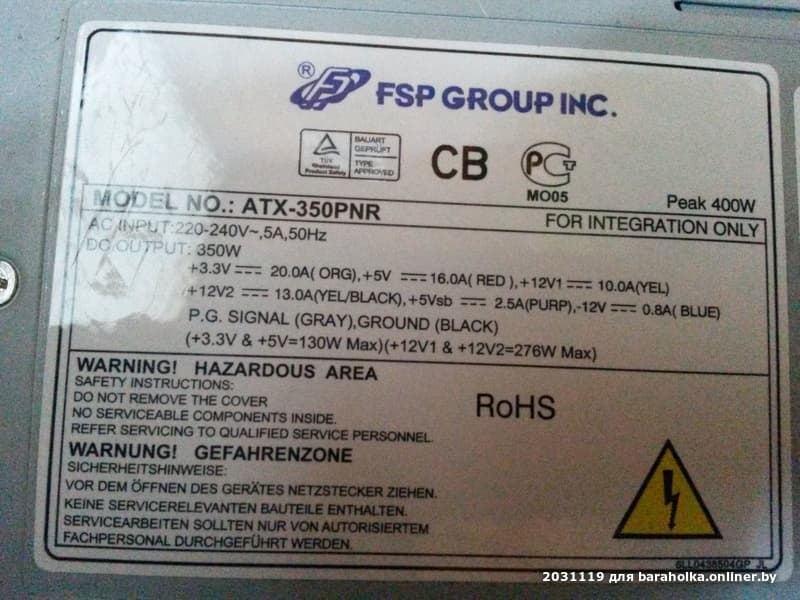 ® FSP GROUP INC.
TÜV Rheinland Product Safety
BAUART GEPRÜFT
TYPE APPROVED
CB
PCT
MO05
Peak 400W
MODEL NO.: ATX-350PNR
FOR INTEGRATION ONLY
AC INPUT:220-240V~,5A,50Hz
DC OUTPUT: 350W
+3.3V ⎓ 20.0A( ORG),+5V ⎓16.0A( RED ),+12V1 ⎓ 10.0A(YEL)
+12V2 ⎓ 13.0A(YEL/BLACK),+5Vsb ⎓ 2.5A(PURP),-12V ⎓ 0.8A( BLUE)
P.G. SIGNAL (GRAY),GROUND (BLACK)
(+3.3V & +5V=130W Max)(+12V1 & +12V2=276W Max)
WARNING! HAZARDOUS AREA
SAFETY INSTRUCTIONS:
DO NOT REMOVE THE COVER
NO SERVICEABLE COMPONENTS INSIDE.
REFER SERVICING TO QUALIFIED SERVICE PERSONNEL.
RoHS
WARNUNG! GEFAHRENZONE
SICHERHEITSHINWEISE:
VOR DEM ÖFFNEN DES GERÄTES NETZSTECKER ZIEHEN.
KEINE SERVICERELEVANTEN BAUTEILE ENTHALTEN.
SERVICEARBEITEN SOLLTEN NUR VON AUTORISIERTEM
FACHPERSONAL DURCHGEFÜHRT WERDEN.
2031119 для baraholka.onliner.by